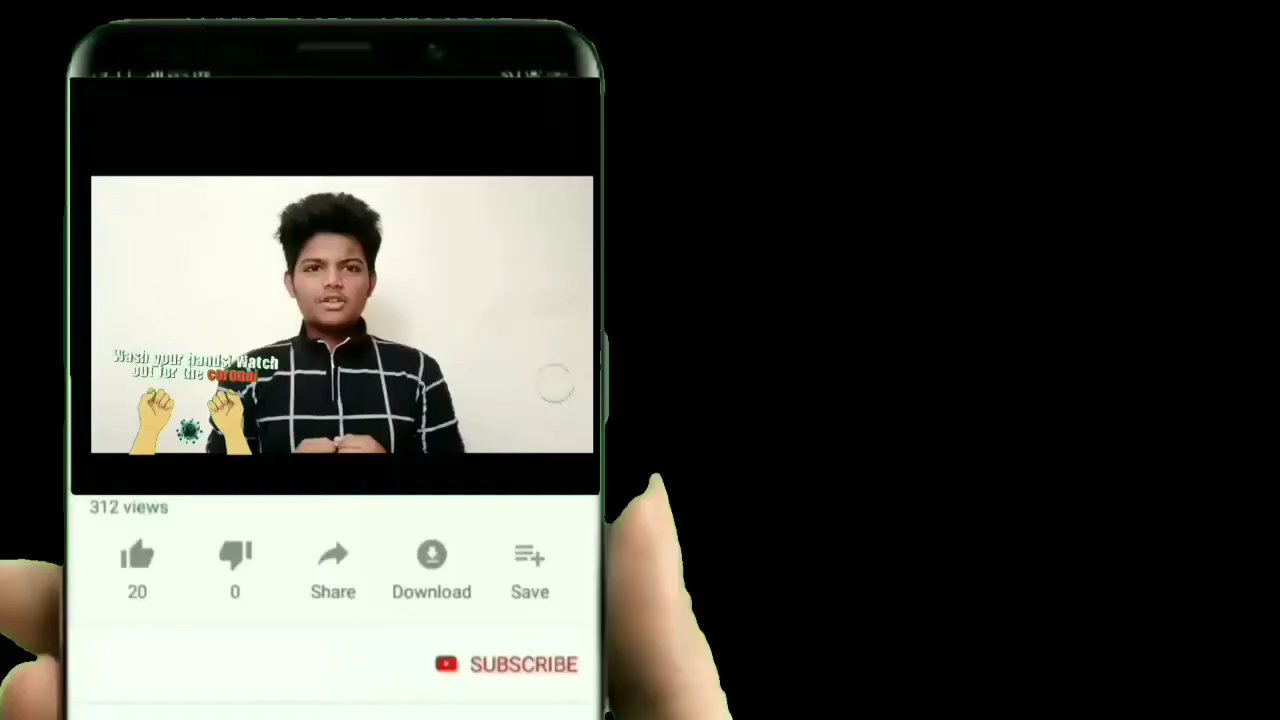 Wash your hands! Watch
out for the corona!
312 views
20
0
Share
Download
Save
SUBSCRIBE